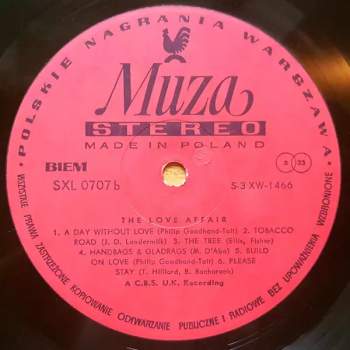 POLSKIE NAGRANIA WARSZAWA
Muza
STEREO
MADE IN POLAND
BIEM
S 33
SXL 0707 b
S-3 XW-1466
THE LOVE AFFAIR
1. A DAY WITHOUT LOVE (Philip Goodhand-Tait) 2. TOBACCO
ROAD (J. D. Loudermilk) 3. THE TREE (Ellis, Fisher)
4. HANDBAGS & GLADRAGS (M. D'Abo) 5. BUILD
ON LOVE (Philip Goodhand-Tait) 6. PLEASE
STAY (T. Hilliard, B. Bacharach)
A C.B.S. U.K. Recording
WSZYSTKIE PRAWA ZASTRZEŻONE KOPIOWANIE ODTWARZANIE PUBLICZNE I RADIOWE BEZ UPOWAŻNIENIA WZBRONIONE